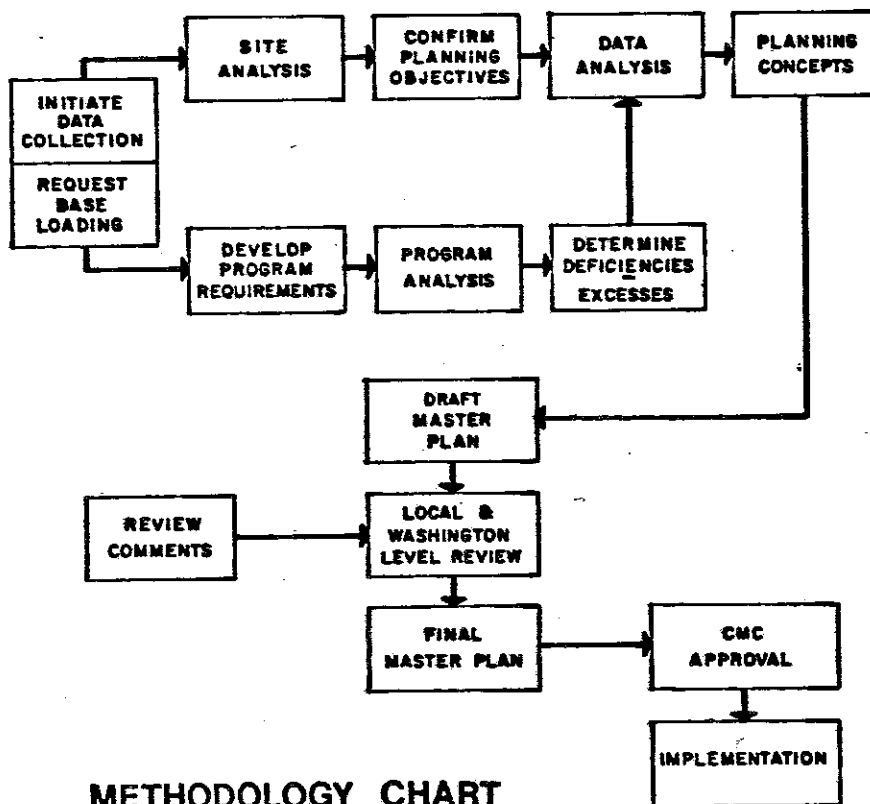 SITE
ANALYSIS
CONFIRM
PLANNING
OBJECTIVES
DATA
ANALYSIS
PLANNING
CONCEPTS
INITIATE
DATA
COLLECTION
REQUEST
BASE
LOADING
DEVELOP
PROGRAM
REQUIREMENTS
PROGRAM
ANALYSIS
DETERMINE
DEFICIENCIES
EXCESSES
DRAFT
MASTER
PLAN
REVIEW
COMMENTS
LOCAL &
WASHINGTON
LEVEL REVIEW
FINAL
MASTER PLAN
CMC
APPROVAL
IMPLEMENTATION
METHODOLOGY CHART